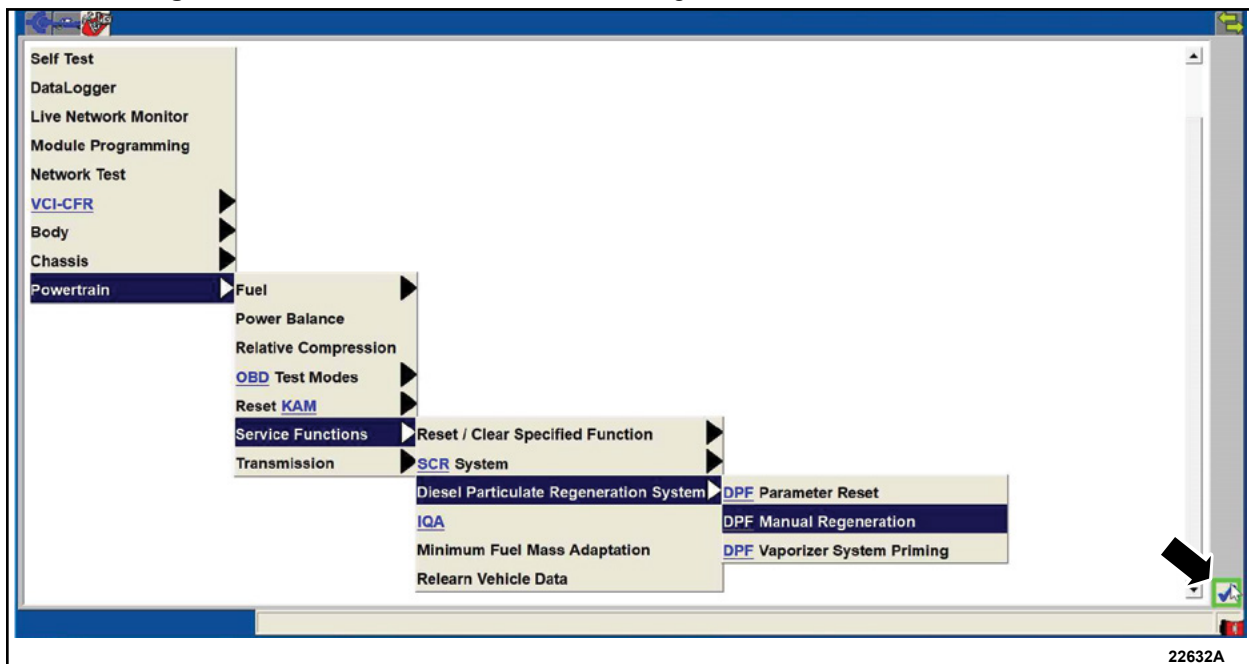 Self Test
DataLogger
Live Network Monitor
Module Programming
Network Test
VCI-CFR
Body
Chassis
Powertrain
Fuel
Power Balance
Relative Compression
OBD Test Modes
Reset KAM
Service Functions
Transmission
Reset / Clear Specified Function
SCR System
Diesel Particulate Regeneration System
IQA
Minimum Fuel Mass Adaptation
Relearn Vehicle Data
DPF Parameter Reset
DPF Manual Regeneration
DPF Vaporizer System Priming
22632A